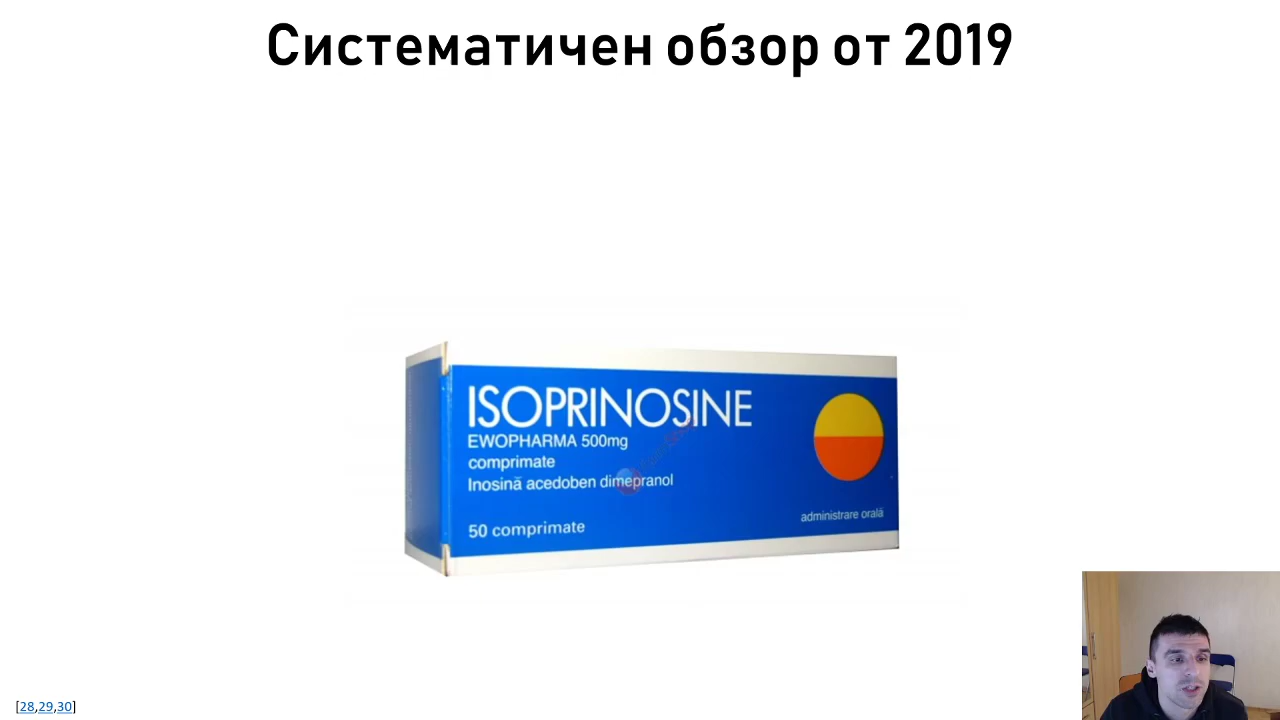 Систематичен обзор от 2019
ISOPRINOSINE
EWOPHARMA 500mg
comprimate
Inosină acedoben dimepranol
50 comprimate
administrare orală
[28,29,30]